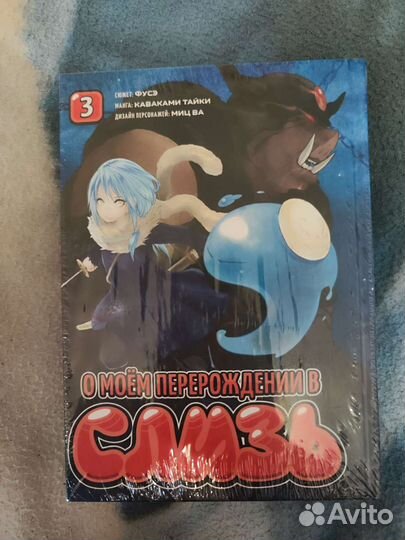 3
СЮЖЕТ: ФУСЭ
МАНГА: КАВАКАМИ ТАЙКИ
ДИЗАЙН ПЕРСОНАЖЕЙ: МИЦ ВА
О МОЁМ ПЕРЕРОЖДЕНИИ В
СЛИЗЬ
Avito